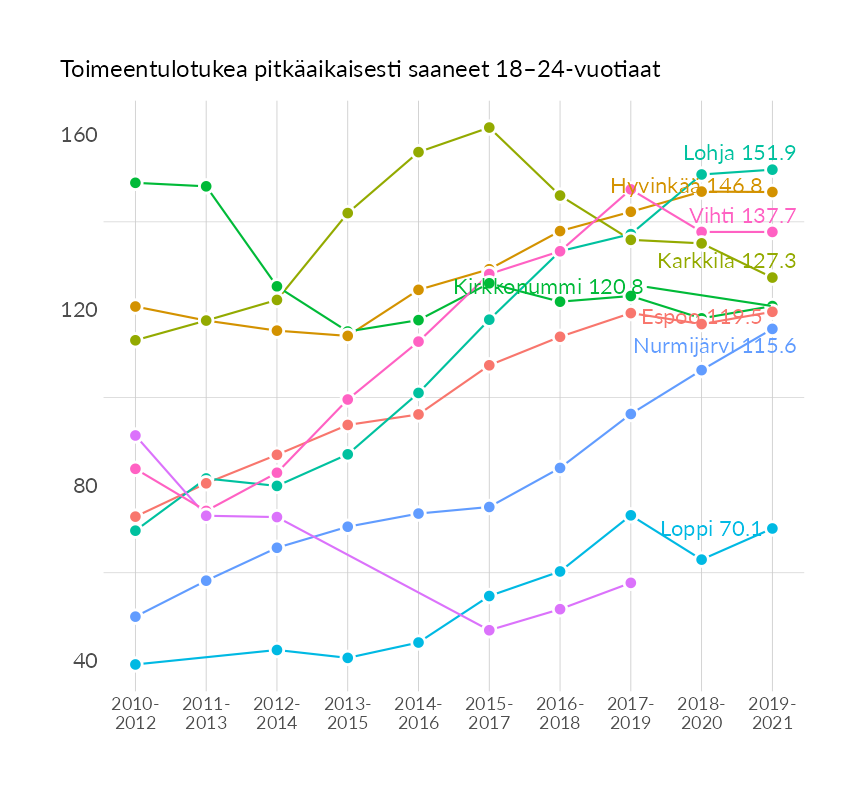 Toimeentulotukea pitkäaikaisesti saaneet 18–24-vuotiaat
160
120
80
40
Lohja 151.9
Hyvinkää 146.8
Vihti 137.7
Karkkila 127.3
Kirkkonummi 120.8
Espoo 119.5
Nurmijärvi 115.6
Loppi 70.1
2010- 2011- 2012- 2013- 2014- 2015- 2016- 2017- 2018- 2019-
2012 2013 2014 2015 2016 2017 2018 2019 2020 2021